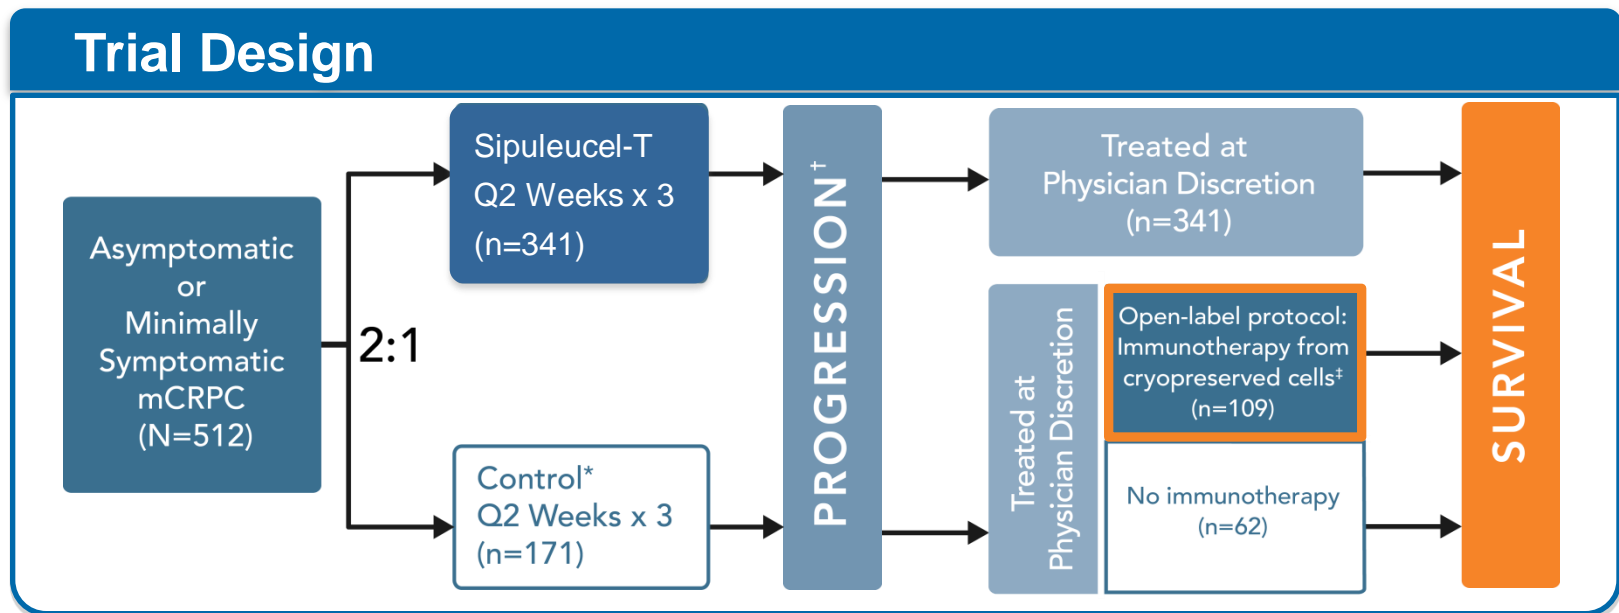 Trial Design
Asymptomatic
or
Minimally
Symptomatic
mCRPC
(N=512)
2:1
Sipuleucel-T
Q2 Weeks x 3
(n=341)
Control*
Q2 Weeks x 3
(n=171)
PROGRESSION†
Treated at
Physician Discretion
(n=341)
Treated at
Physician Discretion
Open-label protocol:
Immunotherapy from
cryopreserved cells‡
(n=109)
No immunotherapy
(n=62)
SURVIVAL